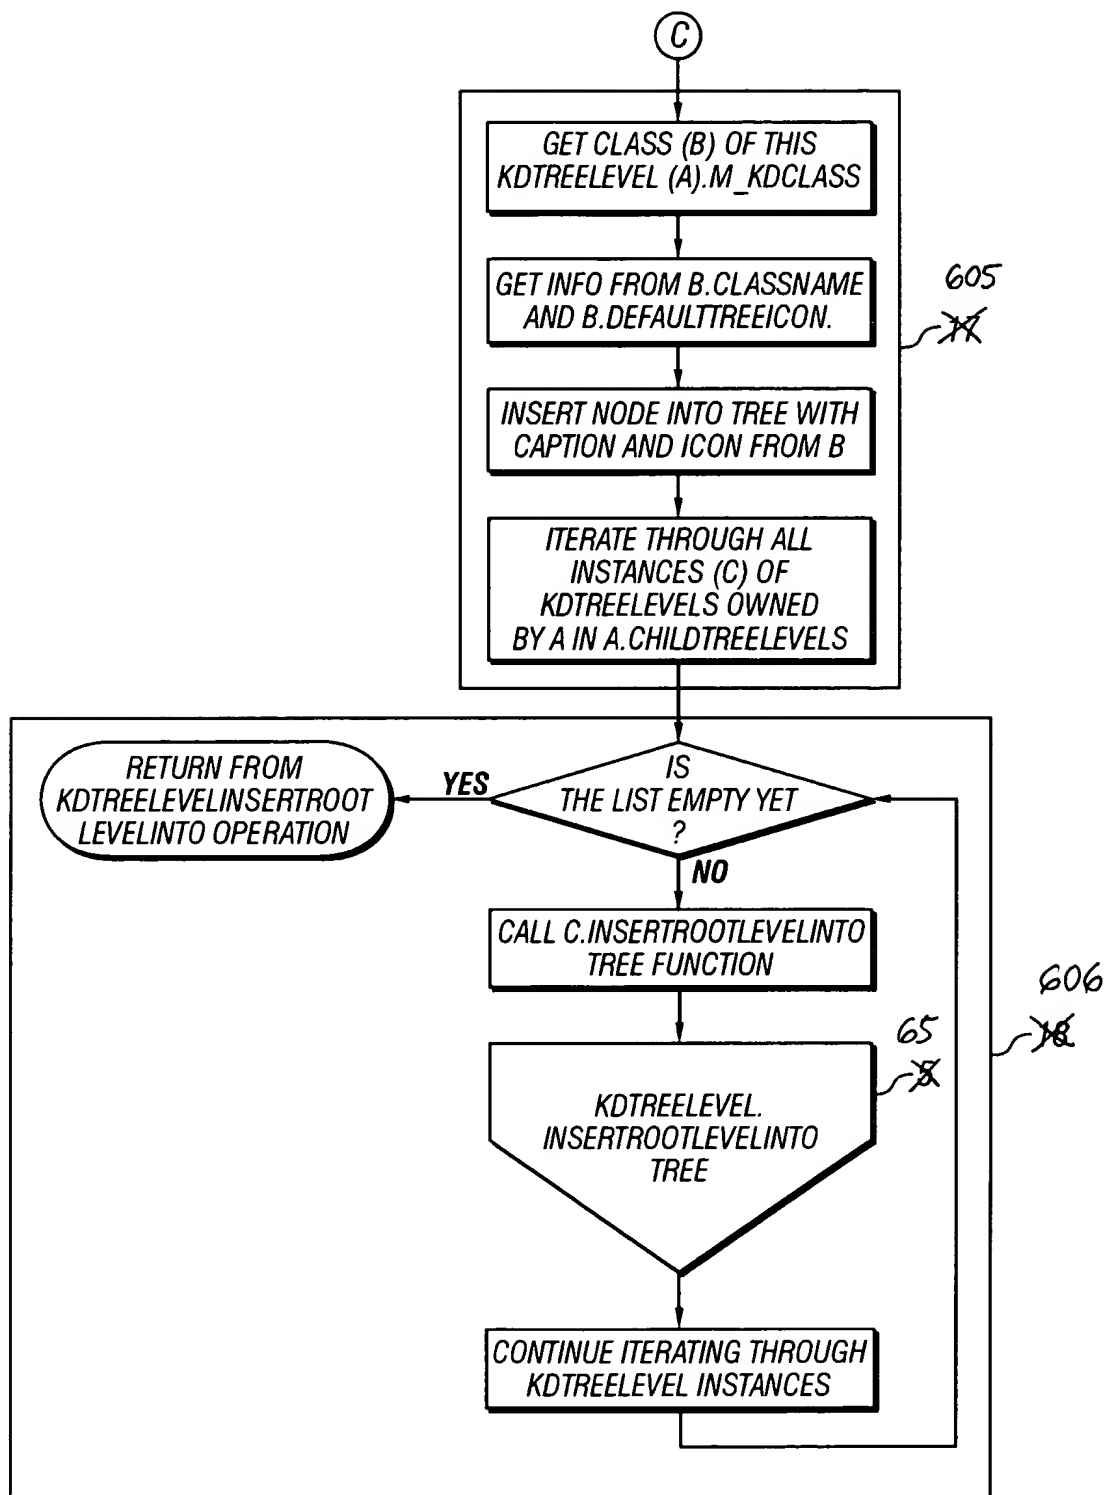 C
GET CLASS (B) OF THIS
KDTREELEVEL (A).M_KDCLASS
GET INFO FROM B.CLASSNAME
AND B.DEFAULTTREEICON.
605
17
INSERT NODE INTO TREE WITH
CAPTION AND ICON FROM B
ITERATE THROUGH ALL
INSTANCES (C) OF
KDTREELEVELS OWNED
BY A IN A.CHILDTREELEVELS
RETURN FROM
KDTREELEVELINSERTROOT
LEVELINTO OPERATION
YES
IS
THE LIST EMPTY YET
?
NO
CALL C.INSERTROOTLEVELINTO
TREE FUNCTION
606
18
65
5
KDTREELEVEL.
INSERTROOTLEVELINTO
TREE
CONTINUE ITERATING THROUGH
KDTREELEVEL INSTANCES